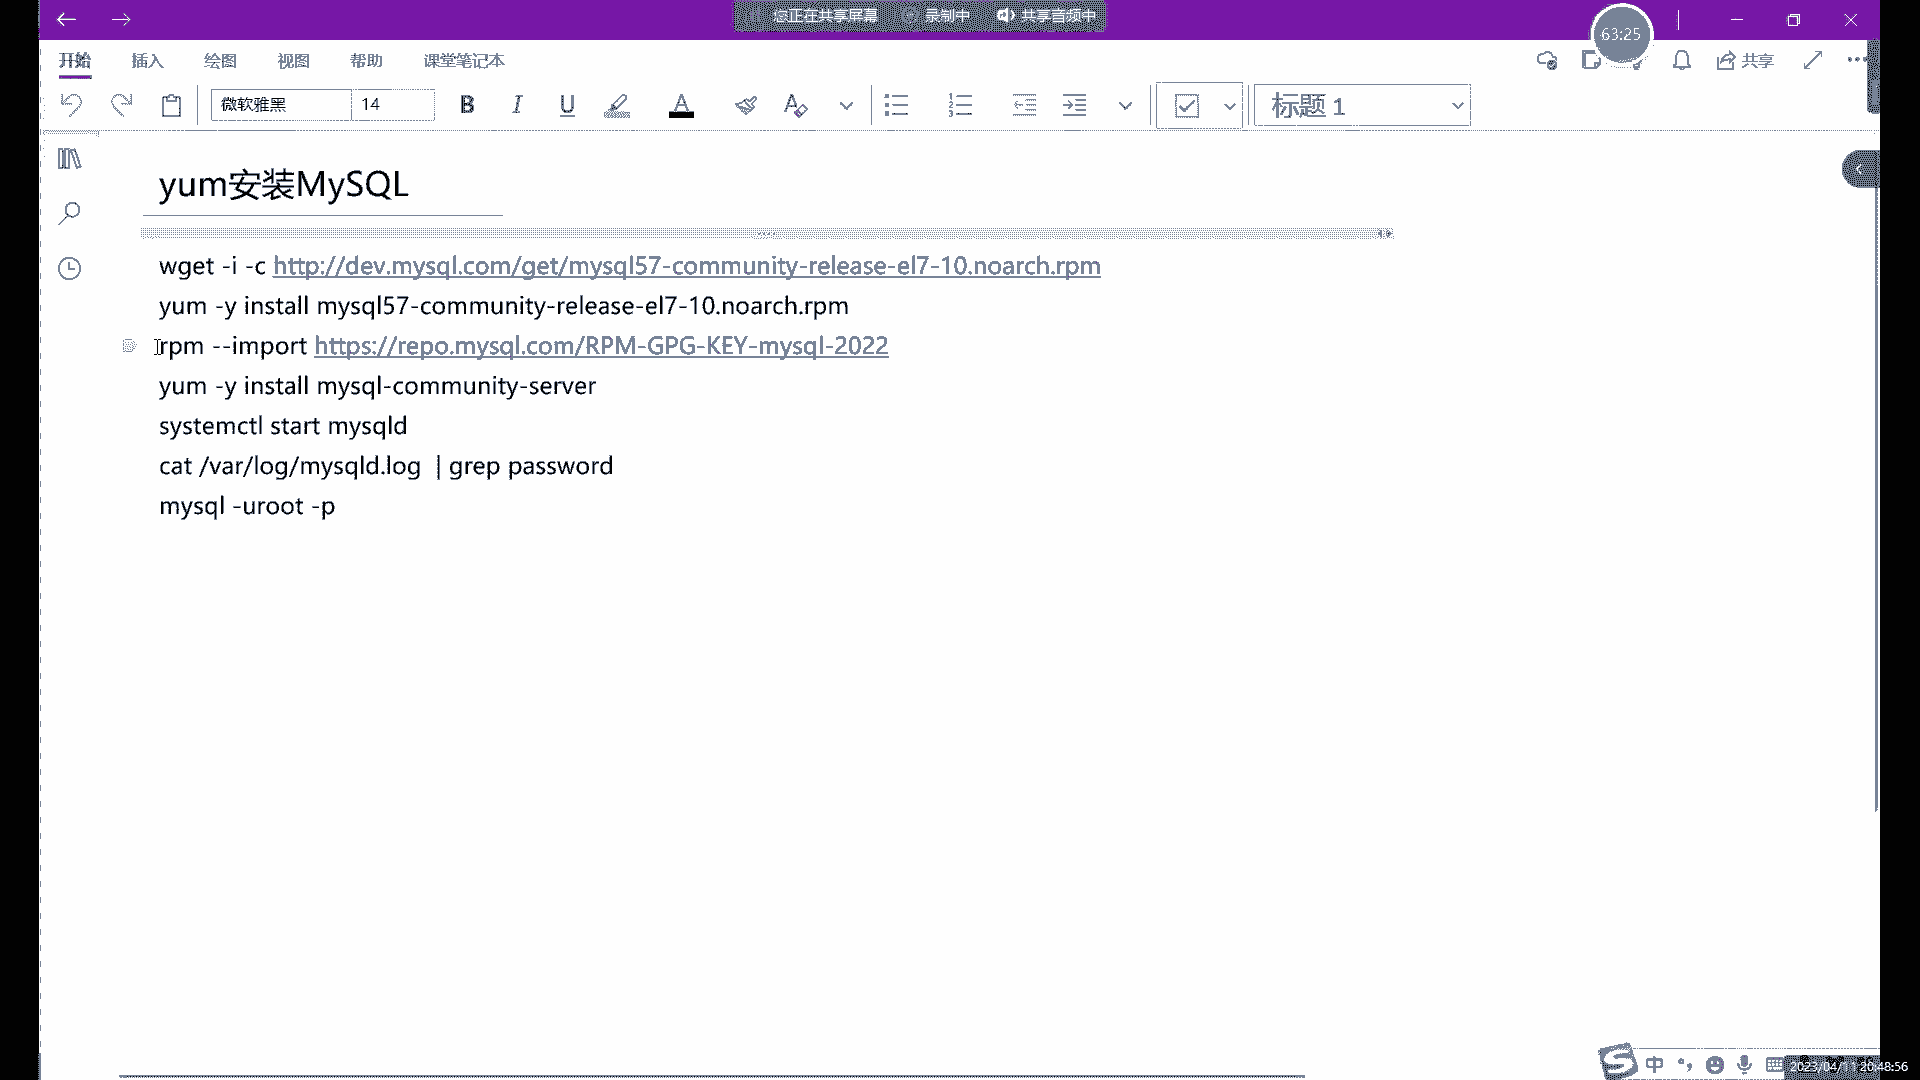 您正在共享屏幕 录制中 共享音频中
63:25
开始 插入 绘图 视图 帮助 课堂笔记本
共享
微软雅黑 14 B I U A 标题 1
yum安装MySQL
wget -i -c http://dev.mysql.com/get/mysql57-community-release-el7-10.noarch.rpm
yum -y install mysql57-community-release-el7-10.noarch.rpm
rpm --import https://repo.mysql.com/RPM-GPG-KEY-mysql-2022
yum -y install mysql-community-server
systemctl start mysqld
cat /var/log/mysqld.log | grep password
mysql -uroot -p
中
2023/04/11 20:48:56